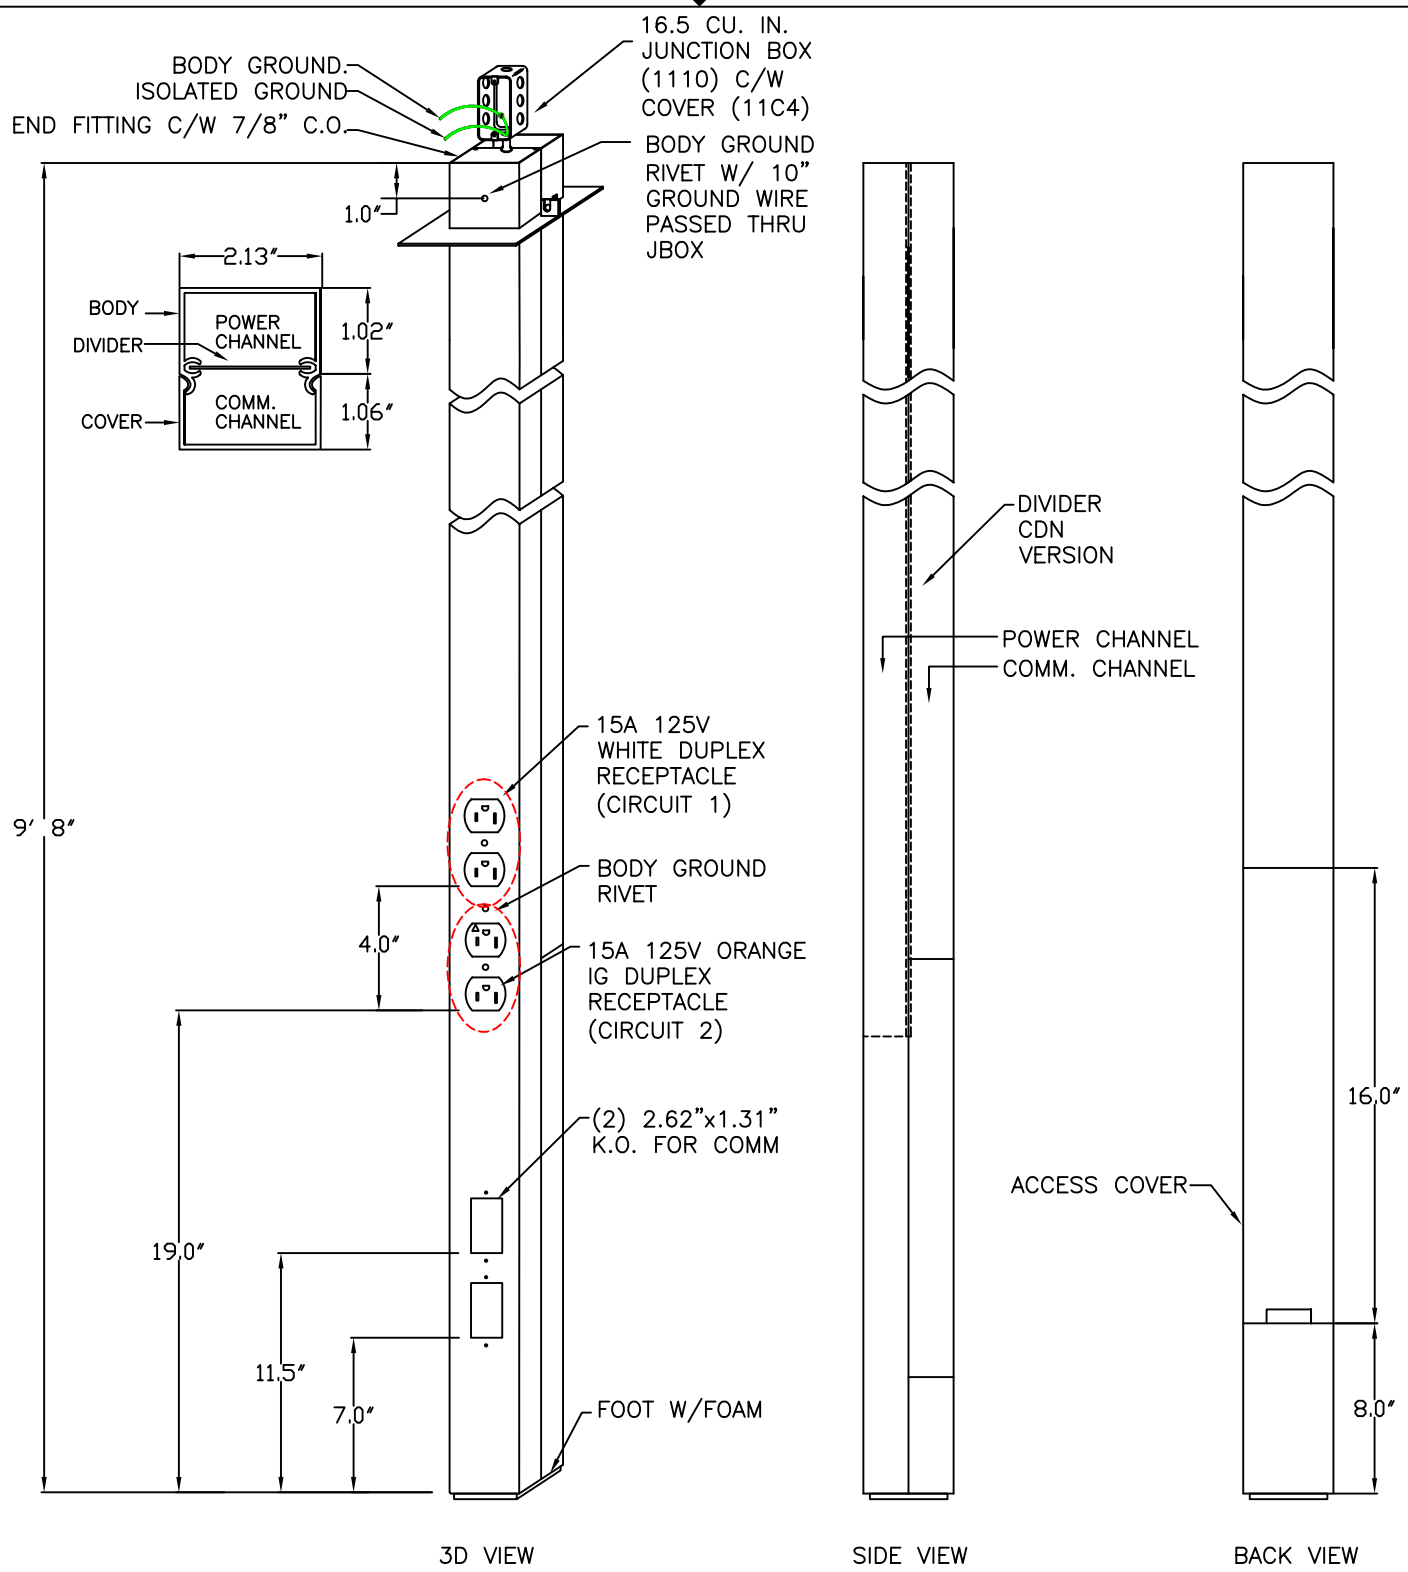 16.5 CU. IN.
JUNCTION BOX
(1110) C/W
COVER (11C4)
BODY GROUND.
ISOLATED GROUND
END FITTING C/W 7/8" C.O.
BODY GROUND
RIVET W/ 10"
GROUND WIRE
PASSED THRU
JBOX
1.0"
2.13"
BODY
POWER
CHANNEL
1.02"
DIVIDER
COMM.
CHANNEL
1.06"
COVER
DIVIDER
CDN
VERSION
POWER CHANNEL
COMM. CHANNEL
15A 125V
WHITE DUPLEX
RECEPTACLE
(CIRCUIT 1)
9' 8"
BODY GROUND
RIVET
4.0"
15A 125V ORANGE
IG DUPLEX
RECEPTACLE
(CIRCUIT 2)
16.0"
(2) 2.62"x1.31"
K.O. FOR COMM
ACCESS COVER
19.0"
11.5"
7.0"
FOOT W/FOAM
8.0"
3D VIEW
SIDE VIEW
BACK VIEW